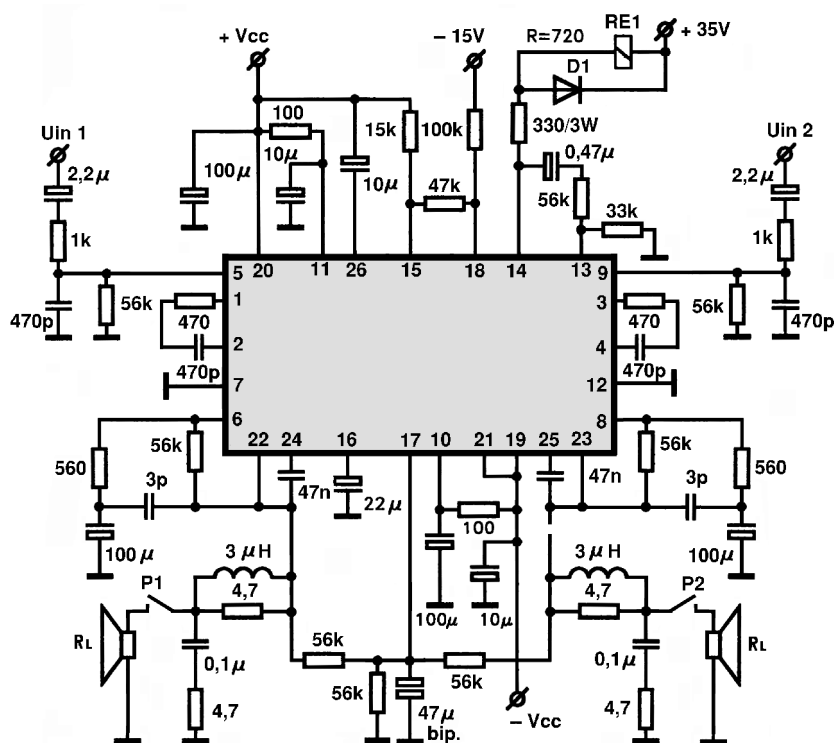 + Vcc
– 15V
R=720
RE1
+ 35V
D1
100
330/3W
Uin 1
15k
100k
0,47µ
Uin 2
2,2µ
100µ
10µ
10µ
47k
56k
2,2µ
33k
1k
1k
5
20
11
26
15
18
14
13
9
470p
56k
1
470
3
470
56k
470p
2
470p
4
470p
7
12
6
8
56k
22
24
16
17
10
21
19
25
23
56k
560
560
3p
47n
22µ
100
47n
3p
100µ
100µ
3 µH
3 µH
P1
4,7
100µ
10µ
4,7
P2
RL
RL
0,1µ
56k
56k
0,1µ
4,7
56k
47µ
bip.
– Vcc
4,7